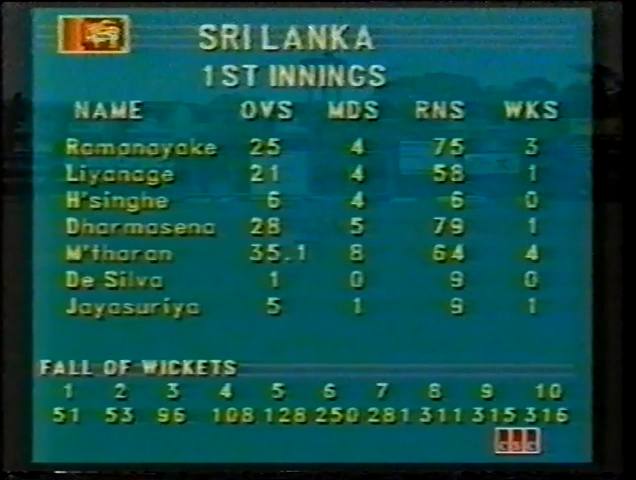 SRI LANKA
1ST INNINGS
NAME OVS MDS RNS WKS
Ramanayake 25 4 75 3
Liyanage 21 4 58 1
H'singhe 6 4 6 0
Dharmasena 28 5 79 1
M'tharan 35.1 8 64 4
De Silva 1 0 9 0
Jayasuriya 5 1 9 1
FALL OF WICKETS
1 2 3 4 5 6 7 8 9 10
51 53 96 108 128 250 281 311 315 316